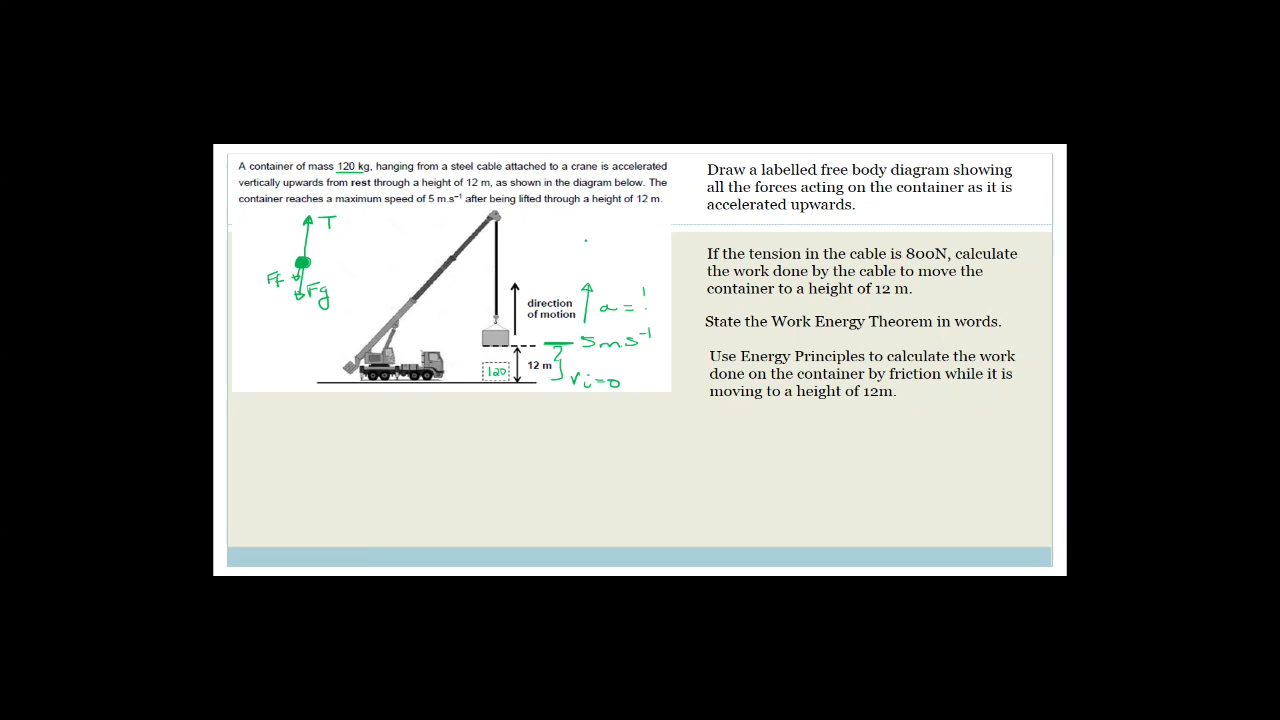 A container of mass 120 kg, hanging from a steel cable attached to a crane is accelerated
vertically upwards from rest through a height of 12 m, as shown in the diagram below. The
container reaches a maximum speed of 5 m.s⁻¹ after being lifted through a height of 12 m.
T
Ff
Fg
direction
of motion
a = !
5ms⁻¹
12 m
120
vi=0
Draw a labelled free body diagram showing
all the forces acting on the container as it is
accelerated upwards.
If the tension in the cable is 800N, calculate
the work done by the cable to move the
container to a height of 12 m.
State the Work Energy Theorem in words.
Use Energy Principles to calculate the work
done on the container by friction while it is
moving to a height of 12m.